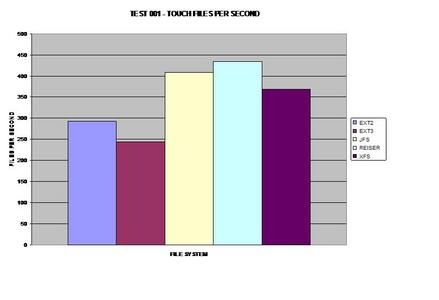 TEST 001 - TOUCH FILES PER SECOND
500
450
400
350
300
250
200
150
100
50
0
FILES PER SECOND
FILE SYSTEM
EXT2
EXT3
JFS
REISER
XFS